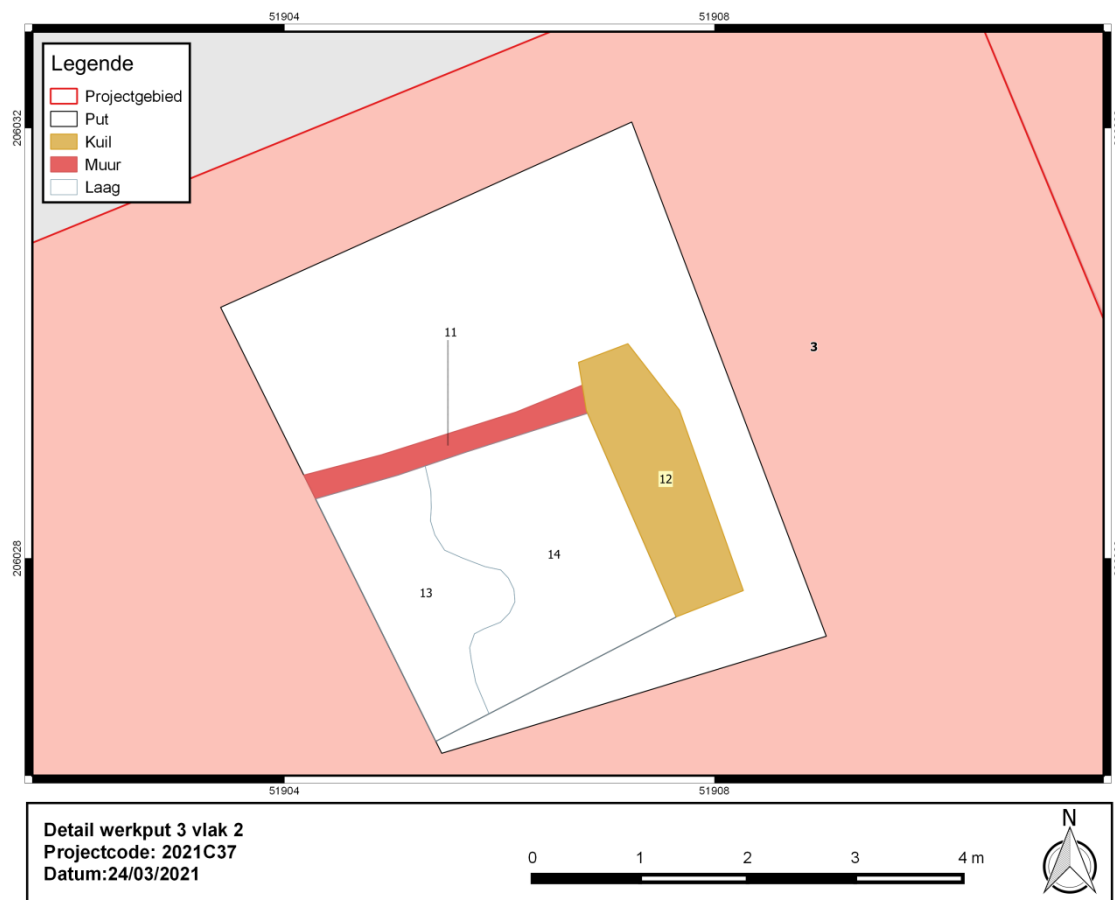 51904 51908
Legende
Projectgebied
Put
Kuil
Muur
Laag
206032
11
3
12
14
13
206028
51904 51908
Detail werkput 3 vlak 2
Projectcode: 2021C37
Datum:24/03/2021
0 1 2 3 4 m
N